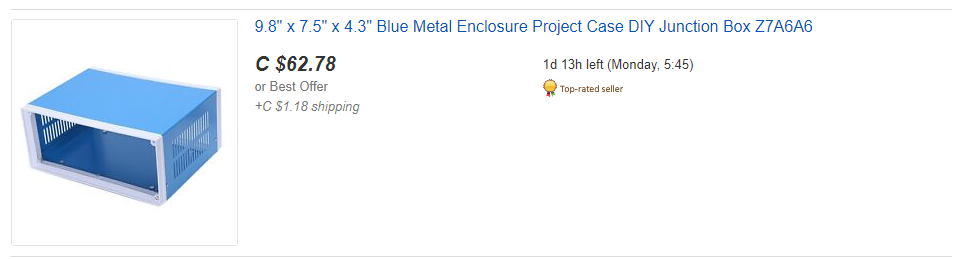 9.8" x 7.5" x 4.3" Blue Metal Enclosure Project Case DIY Junction Box Z7A6A6
C $62.78
1d 13h left (Monday, 5:45)
or Best Offer
Top-rated seller
+C $1.18 shipping